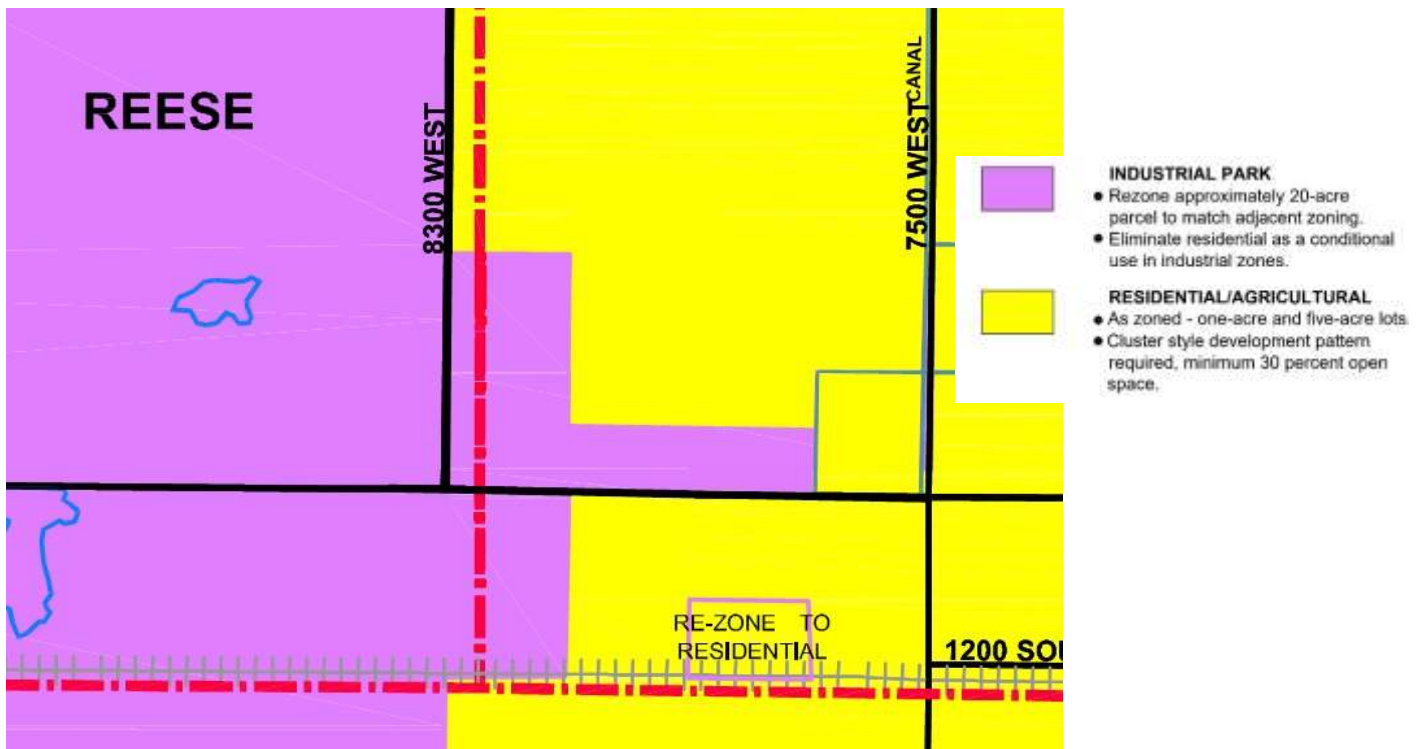 REESE
8300 WEST
7500 WEST
CANAL
RE-ZONE TO
RESIDENTIAL
1200 SOU
INDUSTRIAL PARK
● Rezone approximately 20-acre
parcel to match adjacent zoning.
● Eliminate residential as a conditional
use in industrial zones.
RESIDENTIAL/AGRICULTURAL
● As zoned - one-acre and five-acre lots.
● Cluster style development pattern
required, minimum 30 percent open
space.